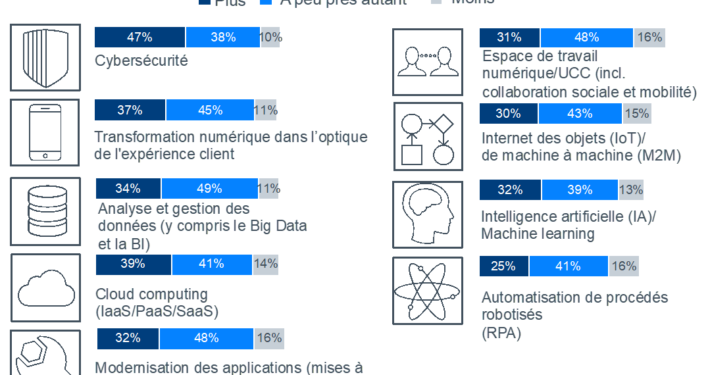 Plus A peu près autant Moins
47% 38% 10%
Cybersécurité
37% 45% 11%
Transformation numérique dans l’optique
de l'expérience client
34% 49% 11%
Analyse et gestion des
données (y compris le Big Data
et la BI)
39% 41% 14%
Cloud computing
(IaaS/PaaS/SaaS)
32% 48% 16%
Modernisation des applications (mises à
31% 48% 16%
Espace de travail
numérique/UCC (incl.
collaboration sociale et mobilité)
30% 43% 15%
Internet des objets (IoT)/
de machine à machine (M2M)
32% 39% 13%
Intelligence artificielle (IA)/
Machine learning
25% 41% 16%
Automatisation de procédés
robotisés
(RPA)